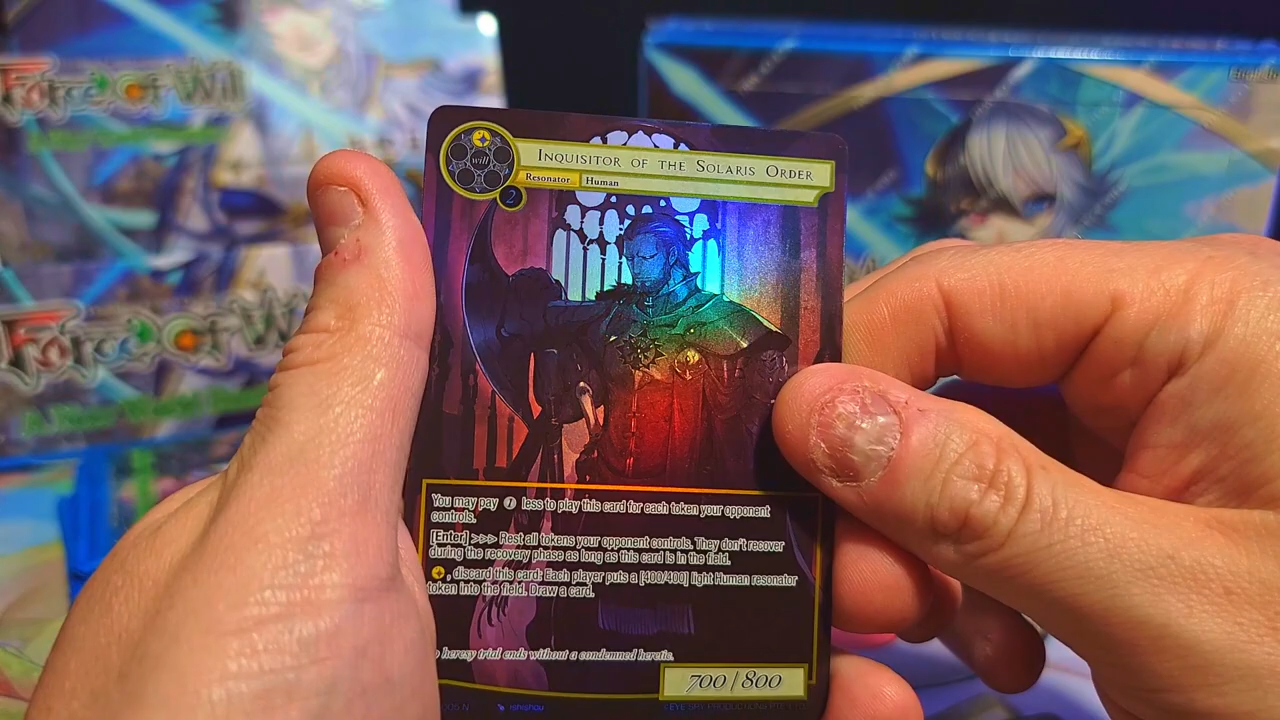 Force Of Will
Force Of Will
A New World
will
2
Inquisitor of the Solaris Order
Resonator Human
You may pay less to play this card for each token your opponent
controls.
[Enter] >>> Rest all tokens your opponent controls. They don't recover
during the recovery phase as long as this card is in the field.
, discard this card: Each player puts a [400/400] light Human resonator
token into the field. Draw a card.
heresy trial ends without a condemned heretic.
700/800
N
ishishou